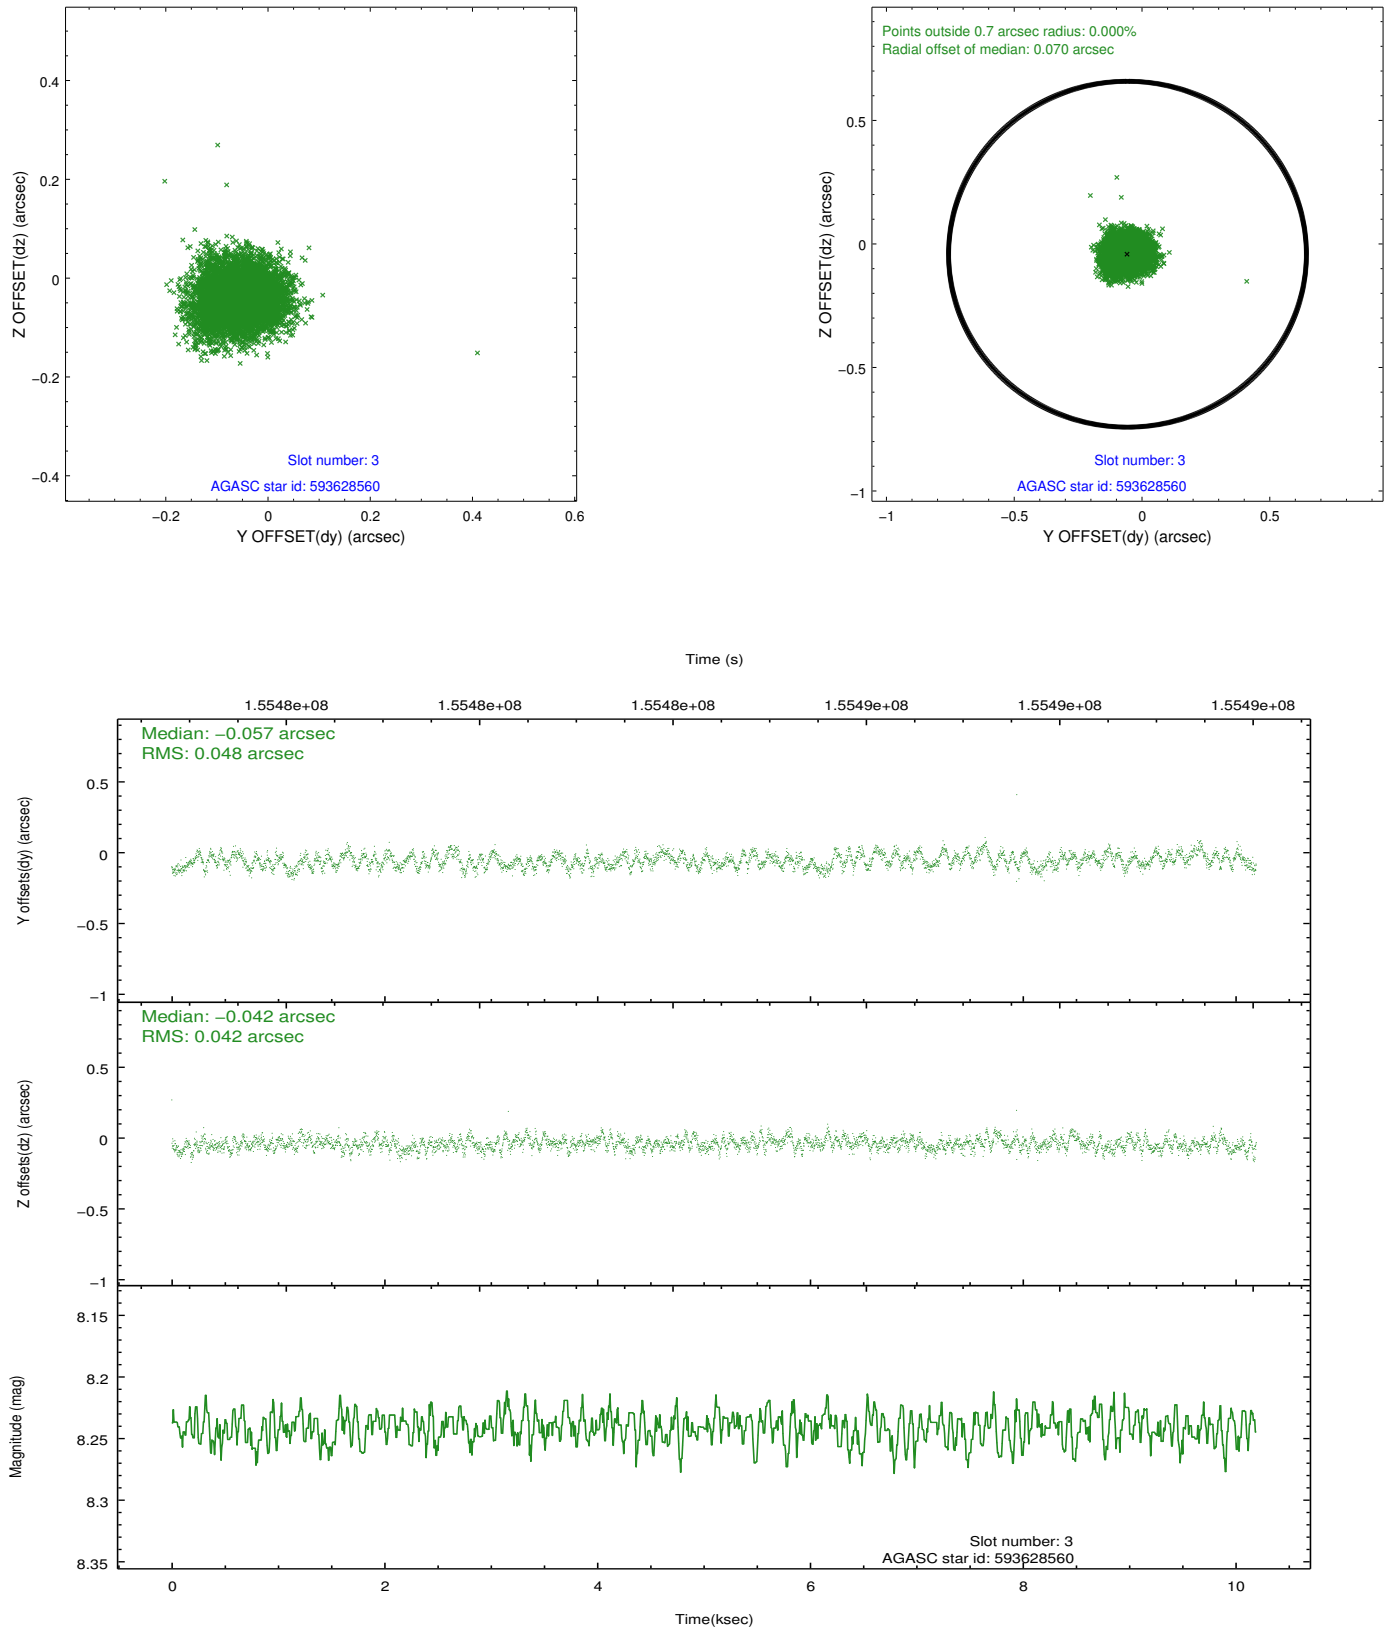 0.4
0.2
0
−0.2
−0.4
Z OFFSET(dz) (arcsec)
Slot number: 3
AGASC star id: 593628560
−0.2 0 0.2 0.4 0.6
Y OFFSET(dy) (arcsec)
Points outside 0.7 arcsec radius: 0.000%
Radial offset of median: 0.070 arcsec
0.5
0
−0.5
−1
Z OFFSET(dz) (arcsec)
Slot number: 3
AGASC star id: 593628560
−1 −0.5 0 0.5
Y OFFSET(dy) (arcsec)
Time (s)
1.5548e+08 1.5548e+08 1.5548e+08 1.5549e+08 1.5549e+08 1.5549e+08
Median: −0.057 arcsec
RMS: 0.048 arcsec
0.5
0
−0.5
−1
Y offsets(dy) (arcsec)
Median: −0.042 arcsec
RMS: 0.042 arcsec
0.5
0
−0.5
−1
Z offsets(dz) (arcsec)
8.15
8.2
8.25
8.3
8.35
Magnitude (mag)
Slot number: 3
AGASC star id: 593628560
0 2 4 6 8 10
Time(ksec)